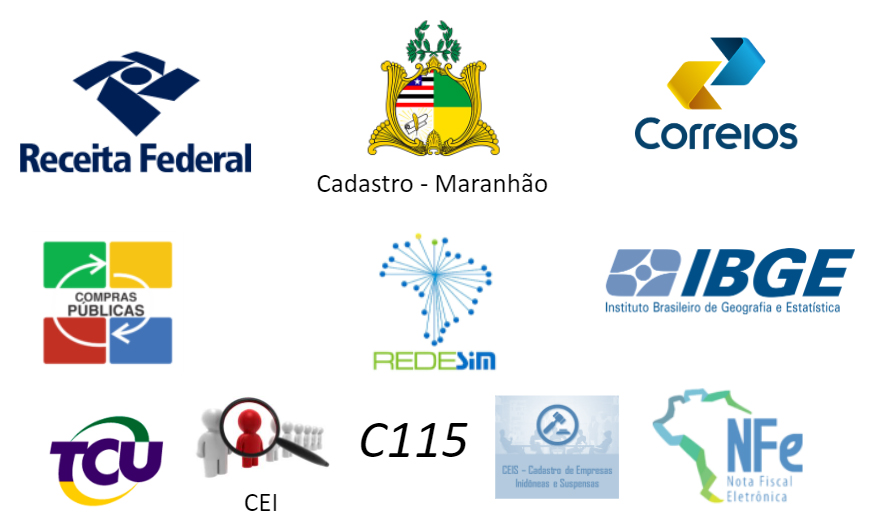 Receita Federal
Cadastro - Maranhão
Correios
COMPRAS
PÚBLICAS
REDESiM
IBGE
Instituto Brasileiro de Geografia e Estatística
TCU
CEI
C115
CEIS – Cadastro de Empresas
Inidôneas e Suspensas
NFe
Nota Fiscal
Eletrônica